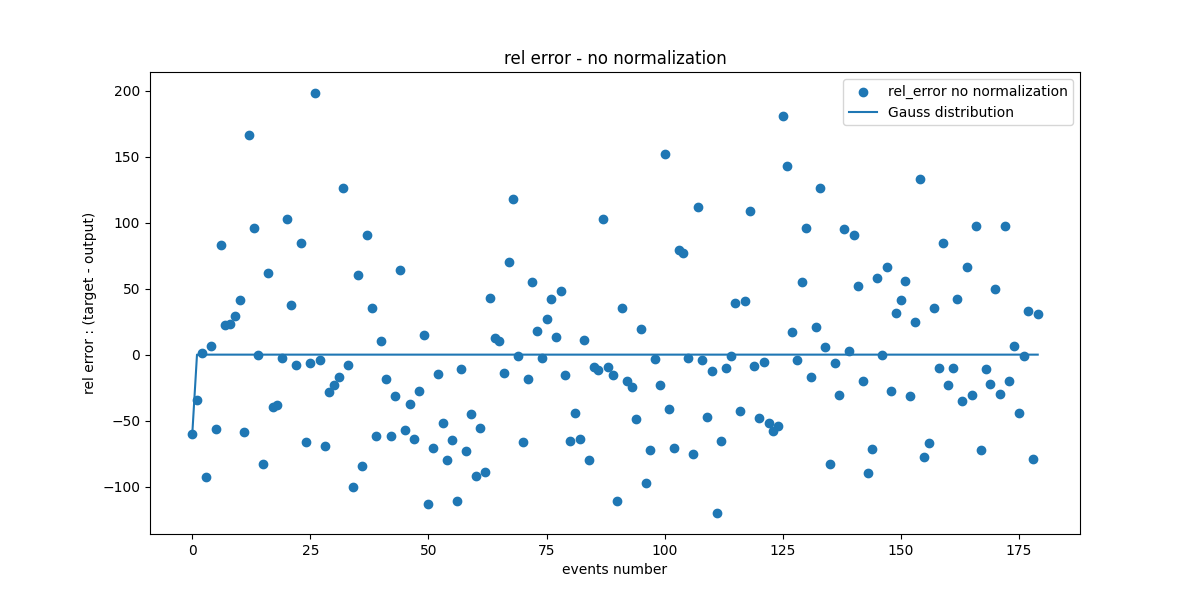 rel error - no normalization
rel_error no normalization
Gauss distribution
rel error : (target - output)
200
150
100
50
0
−50
−100
0 25 50 75 100 125 150 175
events number